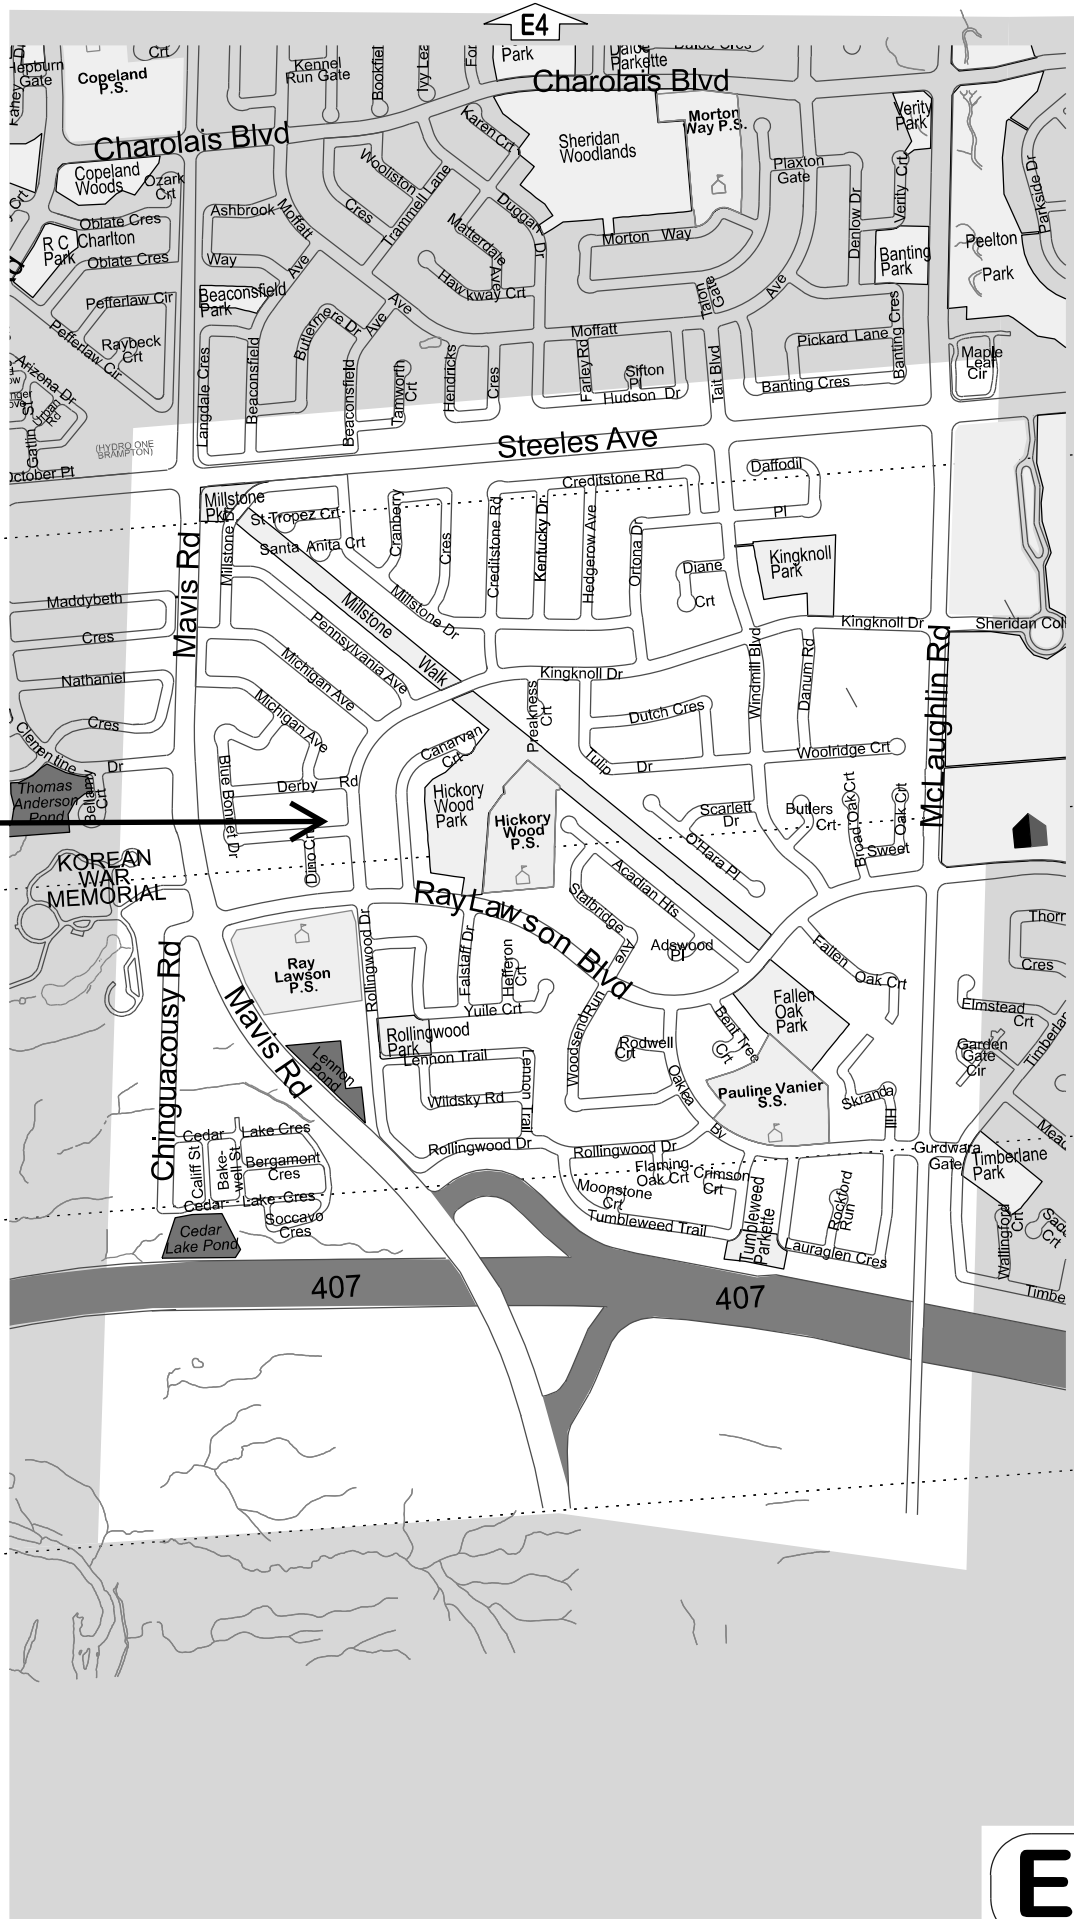 E4
Crt
Hepburn
Gate
Copeland
P.S.
Kennel
Run Gate
Park
Parkette
Charolais Blvd
Charolais Blvd
Karen Crt
Sheridan
Woodlands
Morton
Way P.S.
Verity
Park
Copeland
Woods
Ozark
Crt
Wooliston
Cres
Trammell Lane
Plaxton
Gate
Verity Crt
Parkside Dr
Ashbrook
Way
Moffatt
Ave
Duggan Dr
Matterdale
Ave
Denlow Dr
Oblate Cres
R C
Park
Charlton
Oblate Cres
Morton Way
Banting
Park
Peelton
Park
Hawkway Crt
Pefferlaw Cir
Pefferlaw Cir
Beaconsfield
Park
Butlermere Dr
Ave
Ave
Talon
Gate
Ave
Raybeck
Crt
Moffatt
Pickard Lane
Banting Cres
Maple
Leaf
Cir
Arizona Dr
Langdale Cres
Beaconsfield
Beaconsfield
Tamworth
Crt
Hendricks
Cres
Farley Rd
Sifton
Pl
Hudson Dr
Tait Blvd
Banting Cres
Gatlin St
(HYDRO ONE
BRAMPTON)
Steeles Ave
October Pl
Creditstone Rd
Daffodil
Pl
Millstone
Pk
Millstone Dr
St Tropez Crt
Santa Anita Crt
Cranberry
Cres
Creditstone Rd
Kentucky Dr
Hedgerow Ave
Ortona Dr
Diane
Crt
Kingknoll
Park
Mavis Rd
Maddybeth
Cres
Millstone
Walk
Millstone Dr
Pennsylvania Ave
Kingknoll Dr
Sheridan Col
Nathaniel
Cres
Michigan Ave
Michigan Ave
Kingknoll Dr
Preakness
Crt
Dutch Cres
Windmill Blvd
Danum Rd
McLaughlin Rd
Clementine
Dr
Canarvan
Crt
Tulip
Dr
Woolridge Crt
Thomas
Anderson
Pond
Bellamy
Crt
Blue Bonnet Dr
Derby Rd
Hickory
Wood
Park
Hickory
Wood
P.S.
Scarlett
Dr
Butlers
Crt
Broad Oak Crt
Oak Crt
Sweet
O'Hara Pl
Dino Crt
KOREAN
WAR
MEMORIAL
Acadian Hts
Stalbridge
Ave
Ray Lawson Blvd
Adswood
Pl
Fallen
Oak Crt
Thorn
Cres
Chinguacousy Rd
Ray
Lawson
P.S.
Rollingwood Dr
Falstaff Dr
Hefferon
Crt
Yuile Crt
Mavis Rd
Woodsend Run
Fallen
Oak
Park
Bent Tree
Crt
Elmstead
Crt
Garden
Gate
Cir
Timberlane
Rollingwood
Park
Lennon Trail
Lennon
Pond
Rodwell
Crt
Wildsky Rd
Lennon Trail
Oaklea
Pauline Vanier
S.S.
Skranda
Hill
Cedar
Lake Cres
Califf St
Bake-
well St
Bergamont
Cres
Cedar
Lake Cres
Soccavo
Cres
Rollingwood Dr
Rollingwood Dr
By
Gurdwara
Gate
Timberlane
Park
Flaming-
Oak Crt
Crimson
Crt
Moonstone
Crt
Tumbleweed Trail
Tumbleweed
Parkette
Rockford
Run
Lauraglen Cres
Wallingford
Crt
Crt
Cedar
Lake Pond
407
407
E